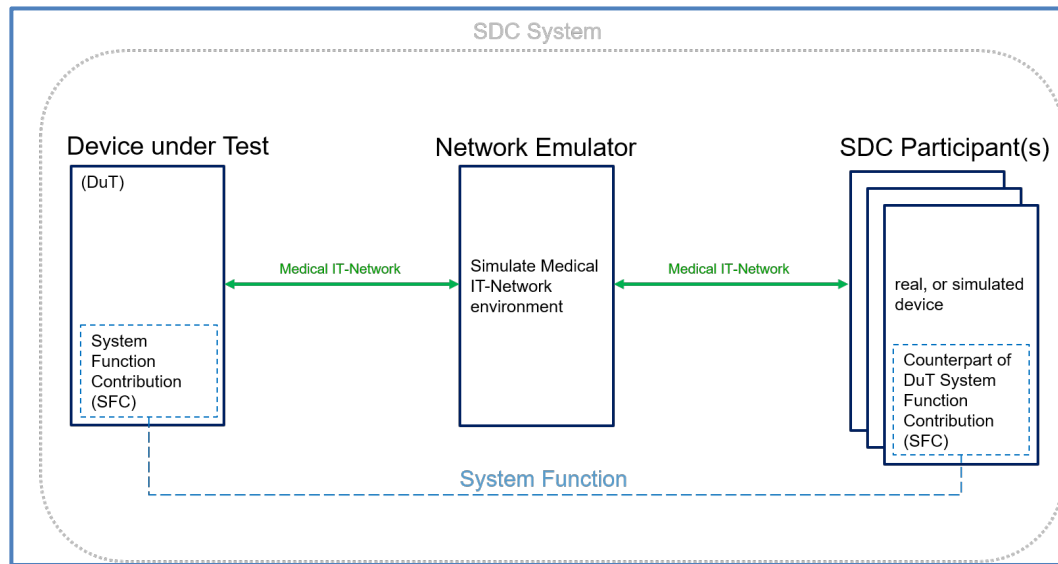 SDC System
Device under Test
(DuT)
System
Function
Contribution
(SFC)
Medical IT-Network
Network Emulator
Simulate Medical
IT-Network
environment
Medical IT-Network
SDC Participant(s)
real, or simulated
device
Counterpart of
DuT System
Function
Contribution
(SFC)
System Function